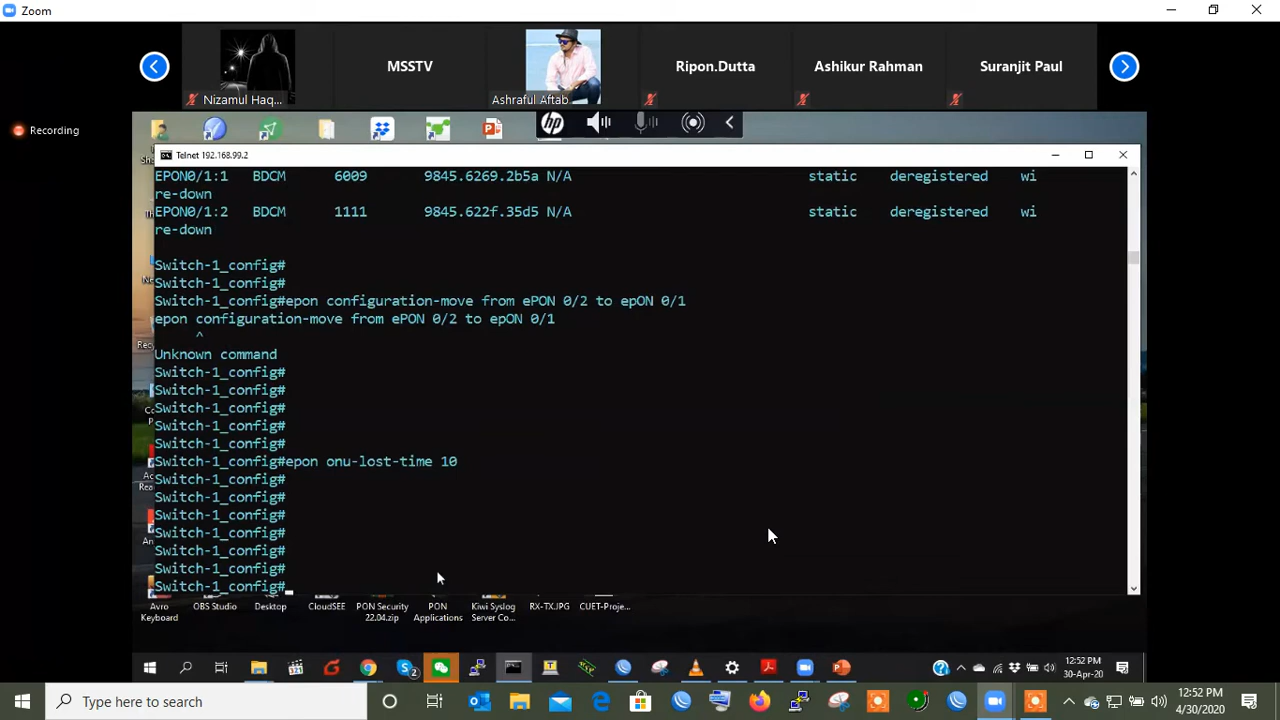 Zoom
Nizamul Haq...
MSSTV
Ashraful Aftab
Ripon.Dutta
Ashikur Rahman
Suranjit Paul
Recording
Telnet 192.168.99.2
EPON0/1:1 BDCM 6009 9845.6269.2b5a N/A static deregistered wi
re-down
EPON0/1:2 BDCM 1111 9845.622f.35d5 N/A static deregistered wi
re-down
Switch-1_config#
Switch-1_config#
Switch-1_config#epon configuration-move from ePON 0/2 to epON 0/1
epon configuration-move from ePON 0/2 to epON 0/1
^
Unknown command
Switch-1_config#
Switch-1_config#
Switch-1_config#
Switch-1_config#
Switch-1_config#
Switch-1_config#epon onu-lost-time 10
Switch-1_config#
Switch-1_config#
Switch-1_config#
Switch-1_config#
Switch-1_config#
Switch-1_config#
Switch-1_config#
Avro
Keyboard
OBS Studio
Desktop
CloudSEE
PON Security
22.04.zip
PON
Applications
Kiwi Syslog
Server Co...
RX-TX.JPG
CUET-Proje...
12:52 PM
30-Apr-20
Type here to search
12:52 PM
4/30/2020